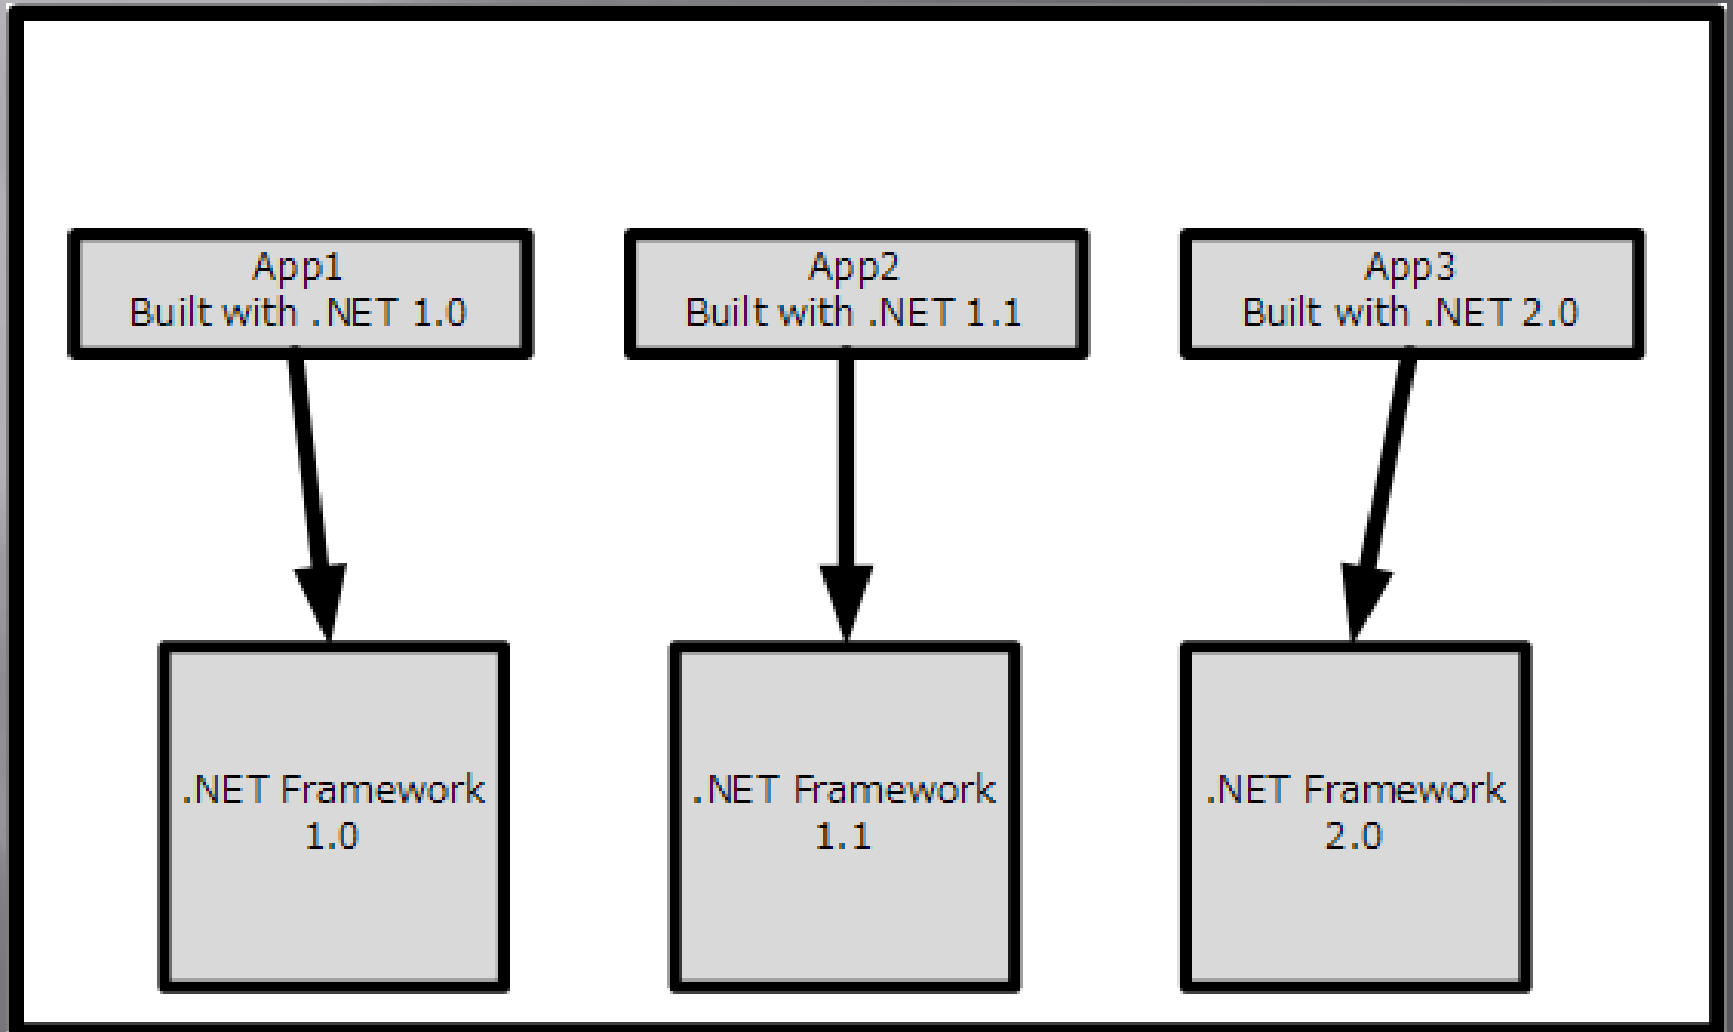 App1
Built with .NET 1.0
App2
Built with .NET 1.1
App3
Built with .NET 2.0
.NET Framework
1.0
.NET Framework
1.1
.NET Framework
2.0